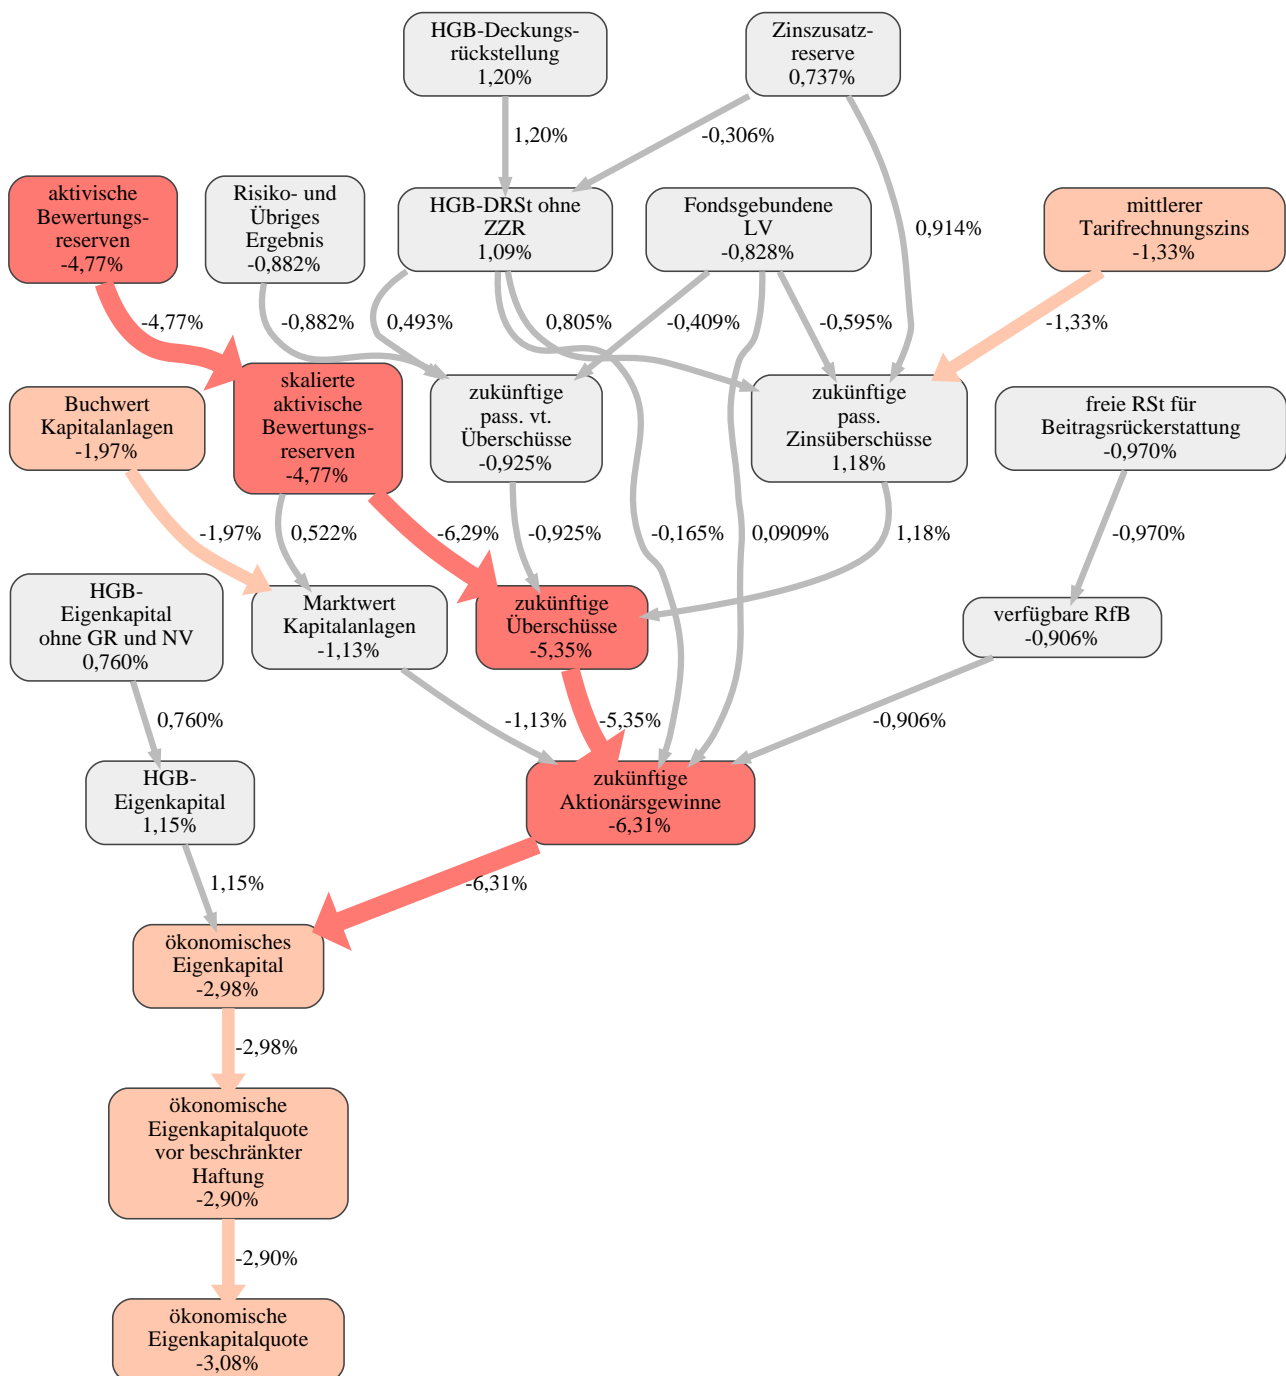 HGB-Deckungs-
rückstellung
1,20%
Zinszusatz-
reserve
0,737%
1,20%
-0,306%
aktivische
Bewertungs-
reserven
-4,77%
Risiko- und
Übriges
Ergebnis
-0,882%
HGB-DRSt ohne
ZZR
1,09%
Fondsgebundene
LV
-0,828%
0,914%
mittlerer
Tarifrechnungszins
-1,33%
-4,77%
-0,882%
0,493%
0,805%
-0,409%
-0,595%
-1,33%
Buchwert
Kapitalanlagen
-1,97%
skalierte
aktivische
Bewertungs-
reserven
-4,77%
zukünftige
pass. vt.
Überschüsse
-0,925%
zukünftige
pass.
Zinsüberschüsse
1,18%
freie RSt für
Beitragsrückerstattung
-0,970%
-1,97%
0,522%
-6,29%
-0,925%
-0,165%
0,0909%
1,18%
-0,970%
HGB-
Eigenkapital
ohne GR und NV
0,760%
Marktwert
Kapitalanlagen
-1,13%
zukünftige
Überschüsse
-5,35%
verfügbare RfB
-0,906%
0,760%
-1,13%
-5,35%
-0,906%
HGB-
Eigenkapital
1,15%
zukünftige
Aktionärsgewinne
-6,31%
1,15%
-6,31%
ökonomisches
Eigenkapital
-2,98%
-2,98%
ökonomische
Eigenkapitalquote
vor beschränkter
Haftung
-2,90%
-2,90%
ökonomische
Eigenkapitalquote
-3,08%